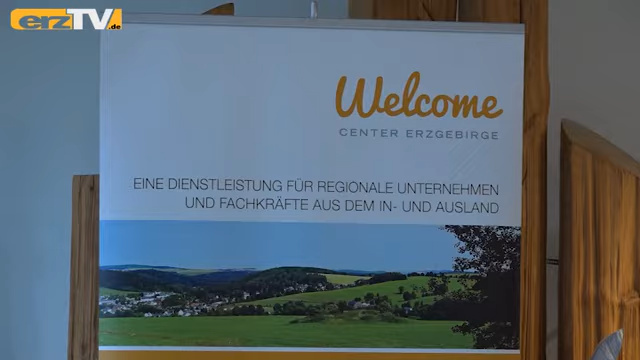 erzTV.de
Welcome
CENTER ERZGEBIRGE
EINE DIENSTLEISTUNG FÜR REGIONALE UNTERNEHMEN
UND FACHKRÄFTE AUS DEM IN- UND AUSLAND